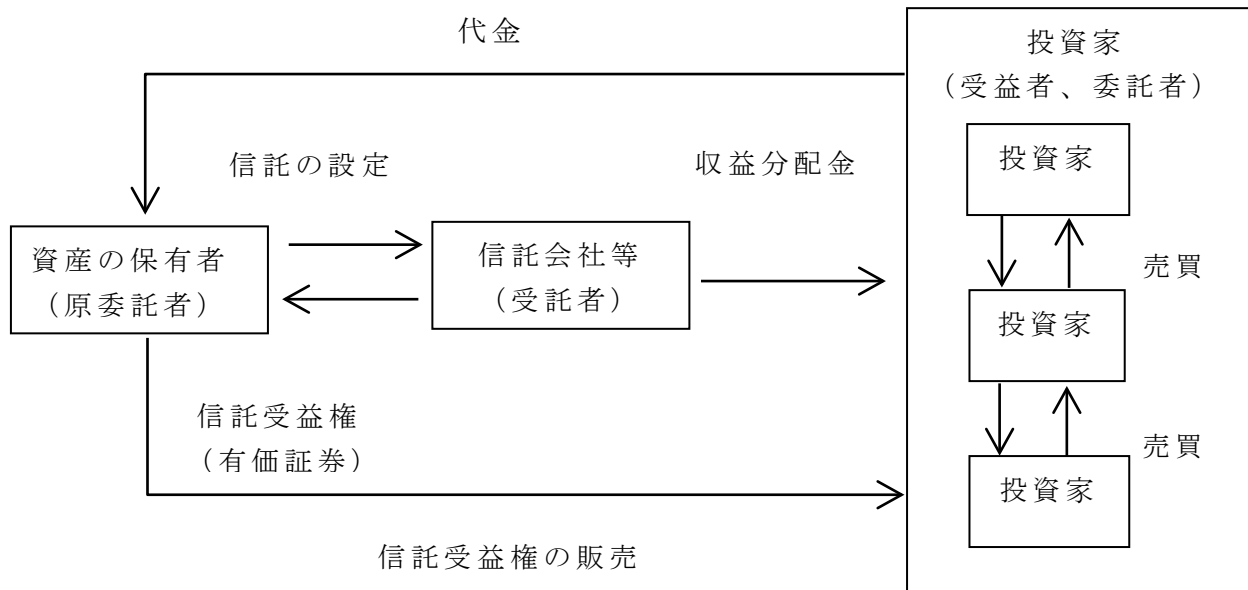 代金
投資家
（受益者、委託者）
投資家
信託の設定
収益分配金
資産の保有者
（原委託者）
信託会社等
（受託者）
売買
投資家
信託受益権
（有価証券）
売買
投資家
信託受益権の販売